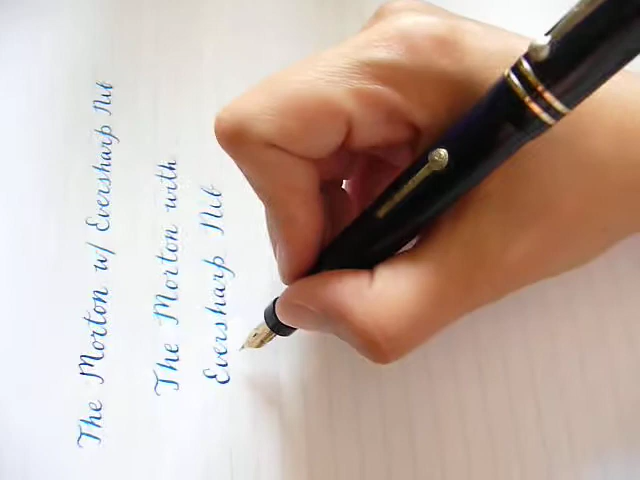 The Morton w/ Eversharp Nib
The Morton with
Eversharp Nib